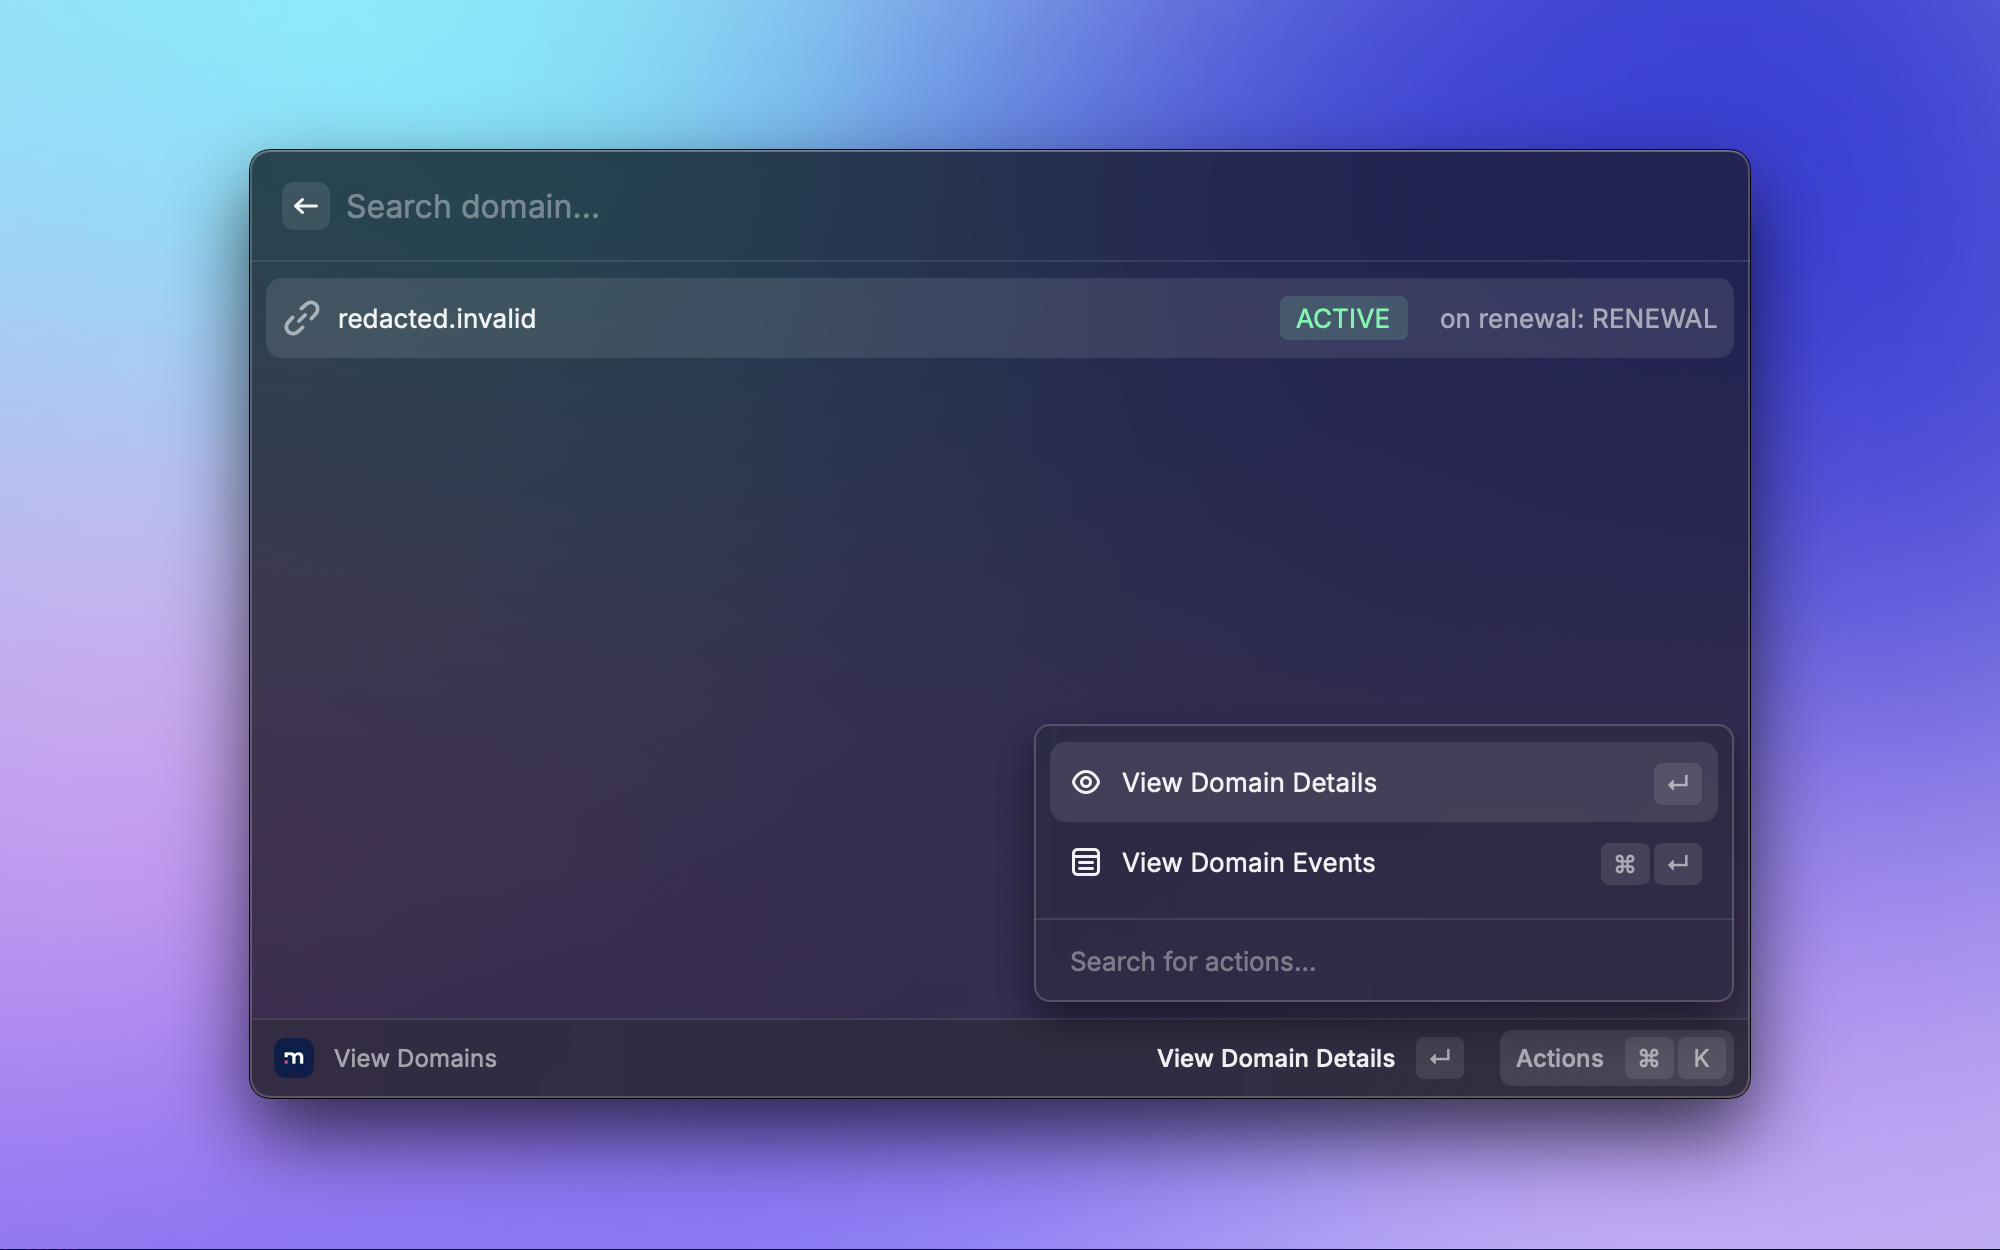 Search domain...
redacted.invalid ACTIVE on renewal: RENEWAL
View Domain Details ↵
View Domain Events ⌘ ↵
Search for actions...
m View Domains View Domain Details ↵ Actions ⌘ K